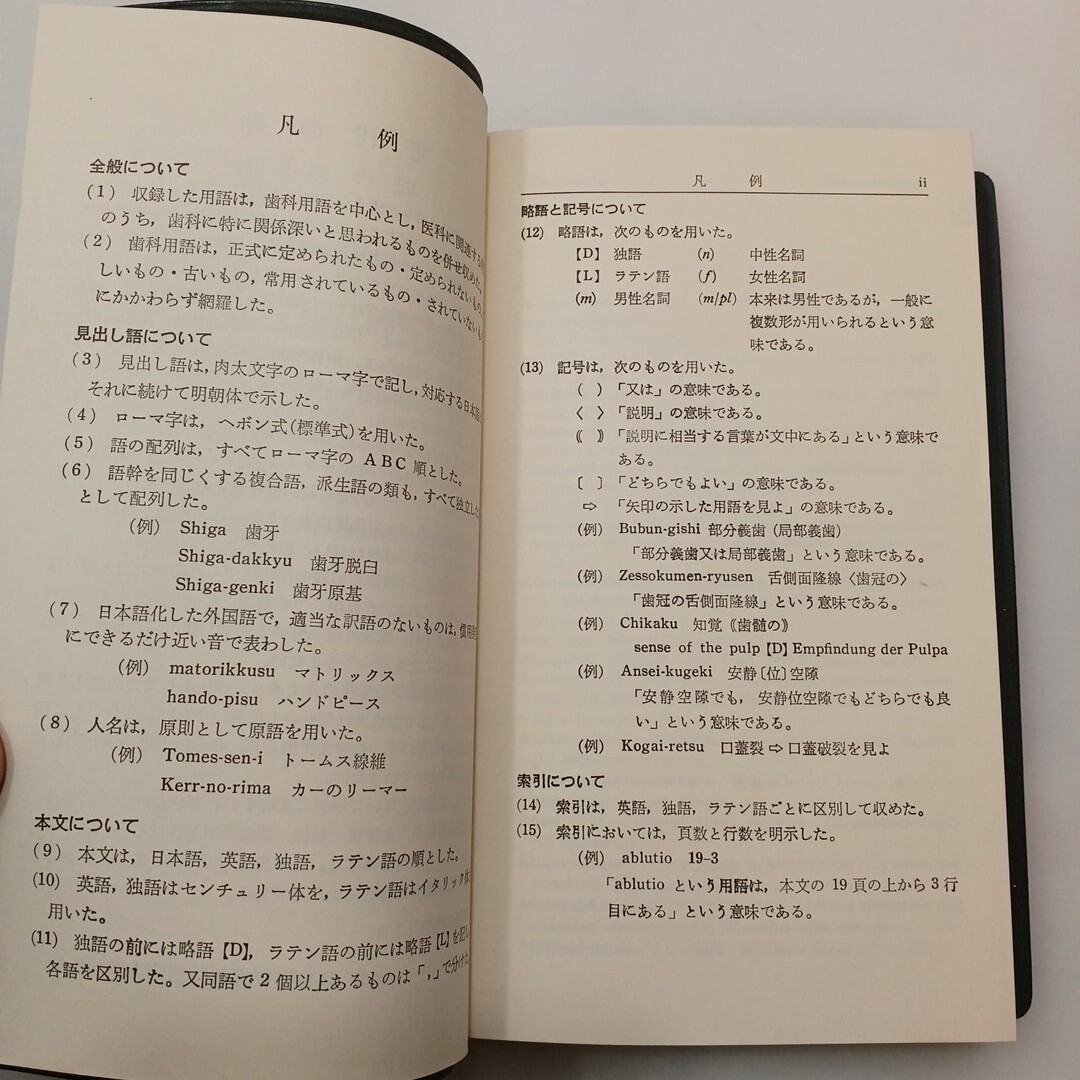 凡 例
全般について
(1) 収録した用語は，歯科用語を中心とし，医科に関連する
のうち，歯科に特に関係深いと思われるものを併せ収めた。
(2) 歯科用語は，正式に定められたもの・定められないもの，
しいもの・古いもの，常用されているもの・されていないも
にかかわらず網羅した。
見出し語について
(3) 見出し語は，肉太文字のローマ字で記し，対応する日本語
それに続けて明朝体で示した。
(4) ローマ字は，ヘボン式(標準式)を用いた。
(5) 語の配列は，すべてローマ字の ABC 順とした。
(6) 語幹を同じくする複合語，派生語の類も，すべて独立した
として配列した。
(例) Shiga 歯牙
Shiga-dakkyu 歯牙脱臼
Shiga-genki 歯牙原基
(7) 日本語化した外国語で，適当な訳語のないものは，慣用
にできるだけ近い音で表わした。
(例) matorikkusu マトリックス
hando-pisu ハンドピース
(8) 人名は，原則として原語を用いた。
(例) Tomes-sen-i トームス線維
Kerr-no-rima カーのリーマー
本文について
(9) 本文は，日本語，英語，独語，ラテン語の順とした。
(10) 英語，独語はセンチュリー体を，ラテン語はイタリック体
用いた。
(11) 独語の前には略語【D】，ラテン語の前には略語【L】を記し
各語を区別した。又同語で2個以上あるものは「，」で分けた
凡 例 ii
略語と記号について
(12) 略語は，次のものを用いた。
【D】 独語 (n) 中性名詞
【L】 ラテン語 (f) 女性名詞
(m) 男性名詞 (m/pl) 本来は男性であるが，一般に
複数形が用いられるという意
味である。
(13) 記号は，次のものを用いた。
( ) 「又は」の意味である。
〈 〉 「説明」の意味である。
⟪ ⟫ 「説明に相当する言葉が文中にある」という意味で
ある。
〔 〕 「どちらでもよい」の意味である。
⇨ 「矢印の示した用語を見よ」の意味である。
(例) Bubun-gishi 部分義歯(局部義歯)
「部分義歯又は局部義歯」という意味である。
(例) Zessokumen-ryusen 舌側面隆線〈歯冠の〉
「歯冠の舌側面隆線」という意味である。
(例) Chikaku 知覚⟪歯髄の⟫
sense of the pulp【D】Empfindung der Pulpa
(例) Ansei-kugeki 安静〔位〕空隙
「安静空隙でも，安静位空隙でもどちらでも良
い」という意味である。
(例) Kogai-retsu 口蓋裂⇨口蓋破裂を見よ
索引について
(14) 索引は，英語，独語，ラテン語ごとに区別して収めた。
(15) 索引においては，頁数と行数を明示した。
(例) ablutio 19-3
「ablutio という用語は，本文の19頁の上から3行
目にある」という意味である。